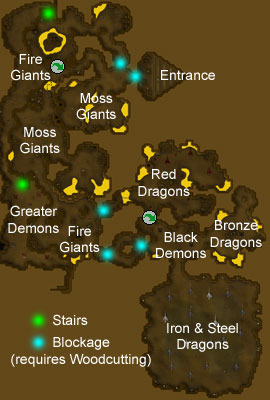 Fire
Giants
Entrance
Moss
Giants
Moss
Giants
Red
Dragons
Greater
Demons
Fire
Giants
Black
Demons
Bronze
Dragons
Iron & Steel
Dragons
Stairs
Blockage
(requires Woodcutting)